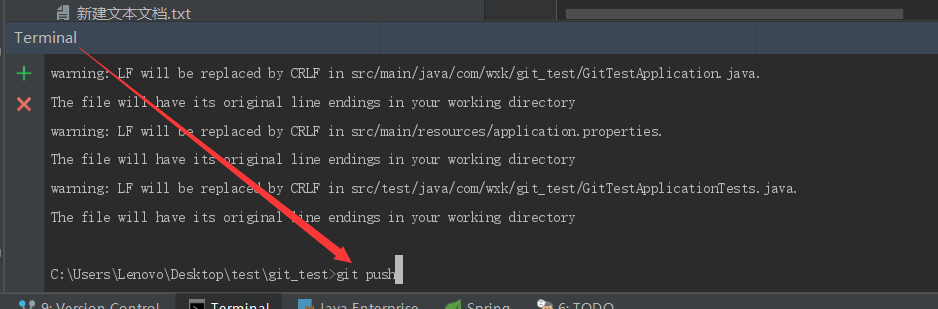 新建文本文档.txt
Terminal
warning: LF will be replaced by CRLF in src/main/java/com/wxk/git_test/GitTestApplication.java.
The file will have its original line endings in your working directory
warning: LF will be replaced by CRLF in src/main/resources/application.properties.
The file will have its original line endings in your working directory
warning: LF will be replaced by CRLF in src/test/java/com/wxk/git_test/GitTestApplicationTests.java.
The file will have its original line endings in your working directory
C:\Users\Lenovo\Desktop\test\git_test>git push
9: Version Control Terminal Java Enterprise Spring 6: TODO